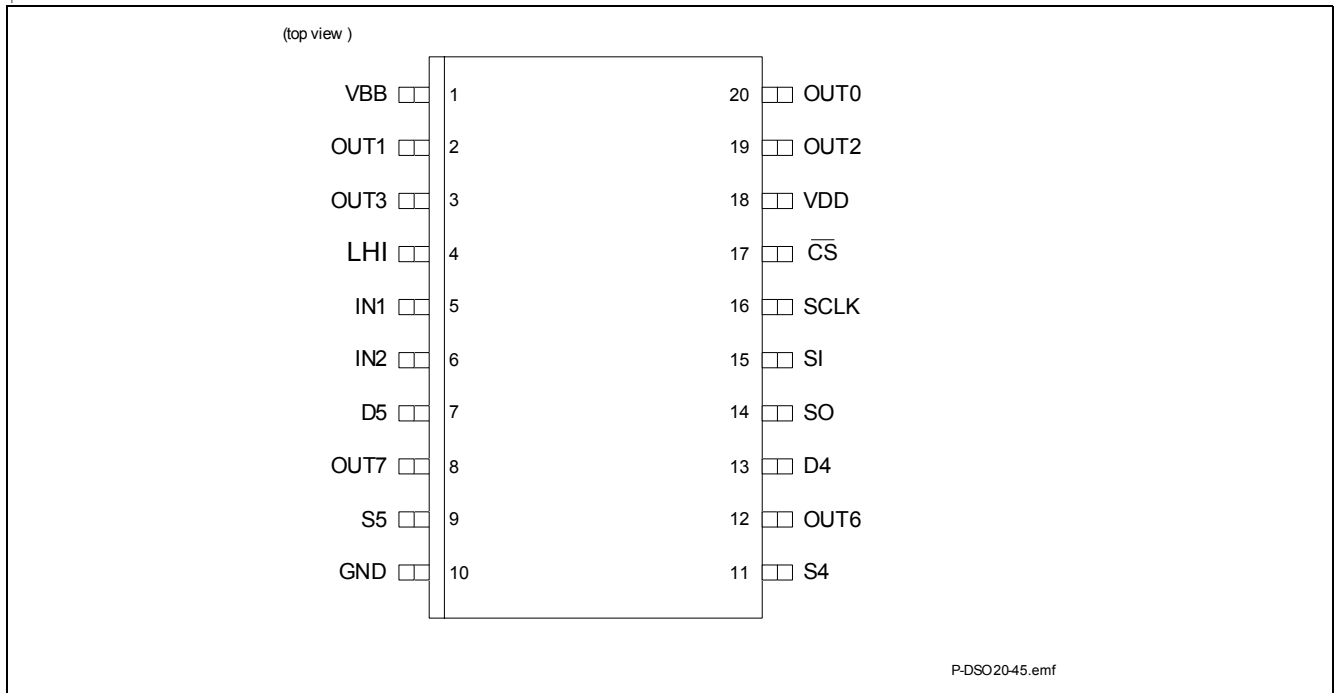 (top view )
VBB 1 20 OUT0
OUT1 2 19 OUT2
OUT3 3 18 VDD
LHI 4 17 C̅S̅
IN1 5 16 SCLK
IN2 6 15 SI
D5 7 14 SO
OUT7 8 13 D4
S5 9 12 OUT6
GND 10 11 S4
P-DSO20-45.emf